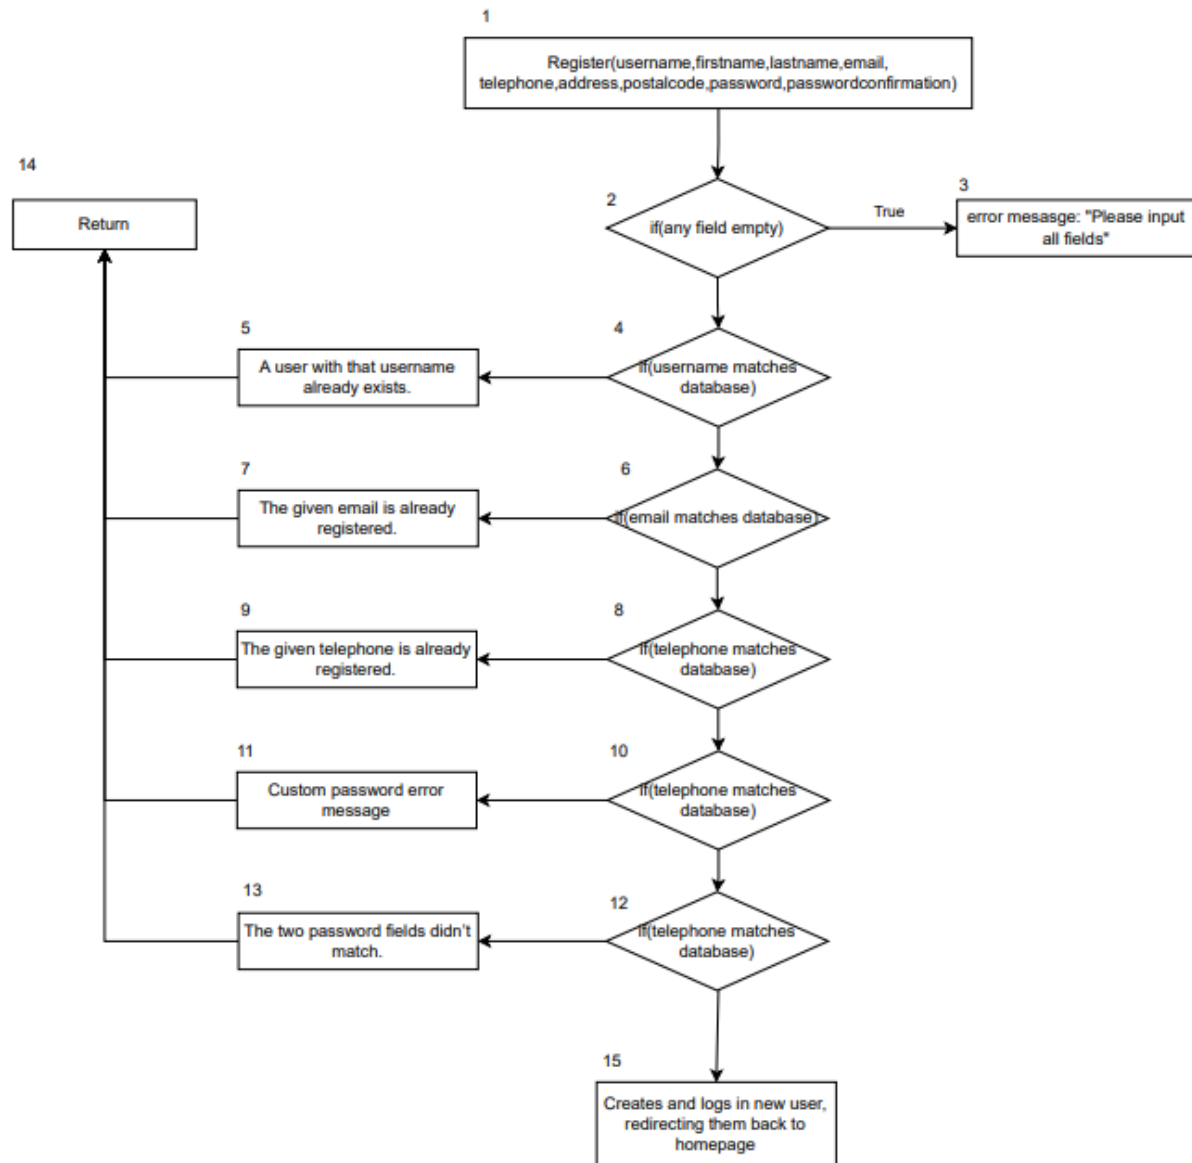 1
Register(username,firstname,lastname,email,
telephone,address,postalcode,password,passwordconfirmation)
14
Return
2
if(any field empty)
True
3
error mesasge: "Please input
all fields"
5
A user with that username
already exists.
4
if(username matches
database)
7
The given email is already
registered.
6
if(email matches database)
9
The given telephone is already
registered.
8
if(telephone matches
database)
11
Custom password error
message
10
if(telephone matches
database)
13
The two password fields didn't
match.
12
if(telephone matches
database)
15
Creates and logs in new user,
redirecting them back to
homepage